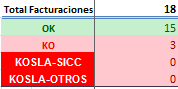 Total Facturaciones 18
OK 15
KO 3
KOSLA-SICC 0
KOSLA-OTROS 0